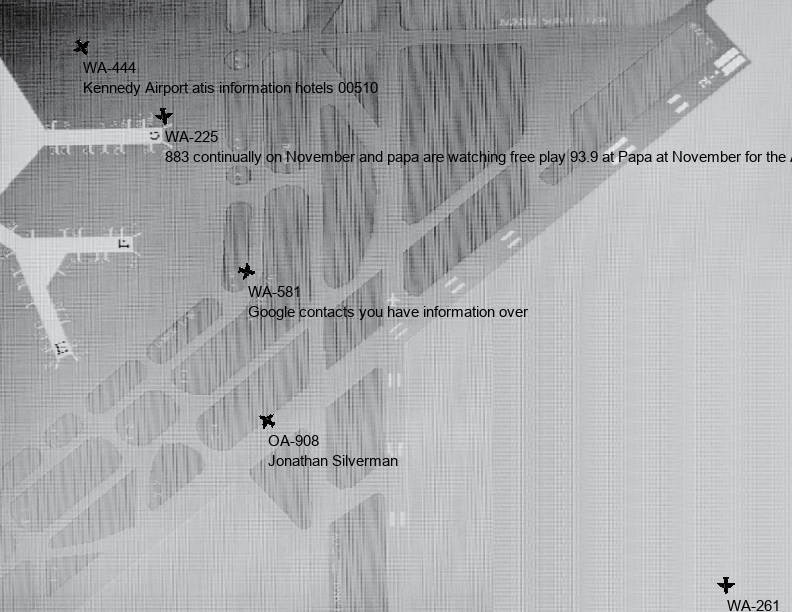 WA-444
Kennedy Airport atis information hotels 00510
WA-225
883 continually on November and papa are watching free play 93.9 at Papa at November for the
WA-581
Google contacts you have information over
OA-908
Jonathan Silverman
WA-261